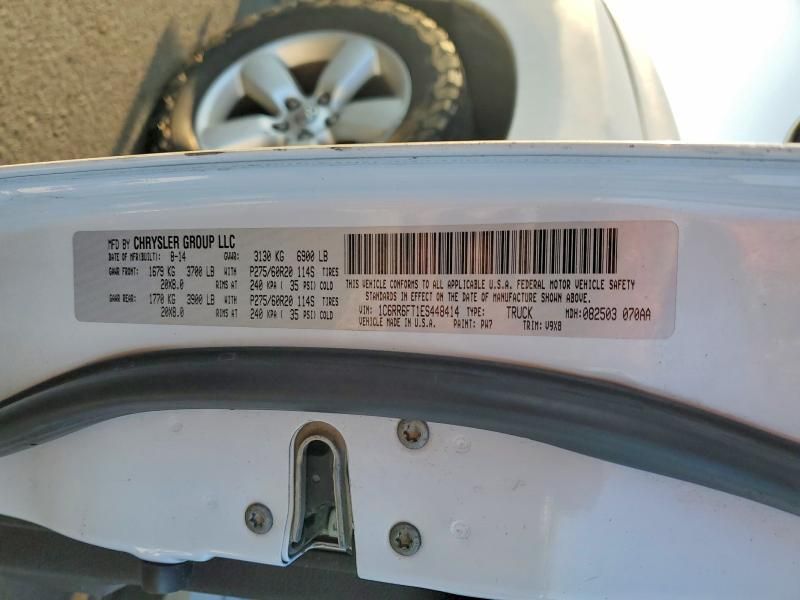 MFD BY CHRYSLER GROUP LLC
DATE OF MFR(BUILT): 8-14 GVWR: 3130 KG 6900 LB
GAWR FRONT: 1679 KG 3700 LB WITH P275/60R20 114S TIRES
20X8.0 RIMS AT 240 KPA ( 35 PSI) COLD
GAWR REAR: 1770 KG 3900 LB WITH P275/60R20 114S TIRES
20X8.0 RIMS AT 240 KPA ( 35 PSI) COLD
THIS VEHICLE CONFORMS TO ALL APPLICABLE U.S.A. FEDERAL MOTOR VEHICLE SAFETY
STANDARDS IN EFFECT ON THE DATE OF MANUFACTURE SHOWN ABOVE.
VIN: 1C6RR6FT1ES448414 TYPE: TRUCK MDH: 082503 070AA
VEHICLE MADE IN U.S.A. PAINT: PW7 TRIM: V9X8